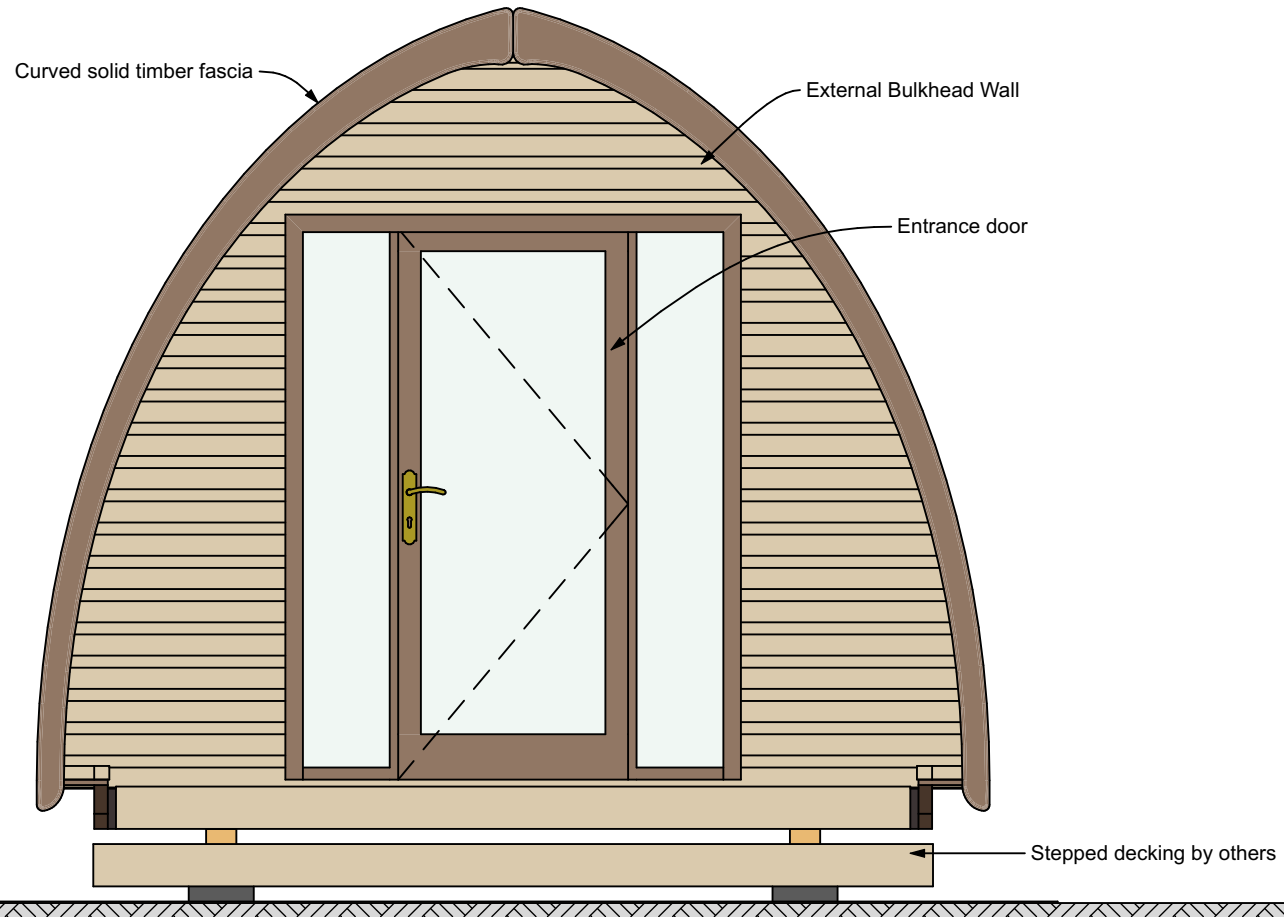 Curved solid timber fascia
External Bulkhead Wall
Entrance door
Stepped decking by others